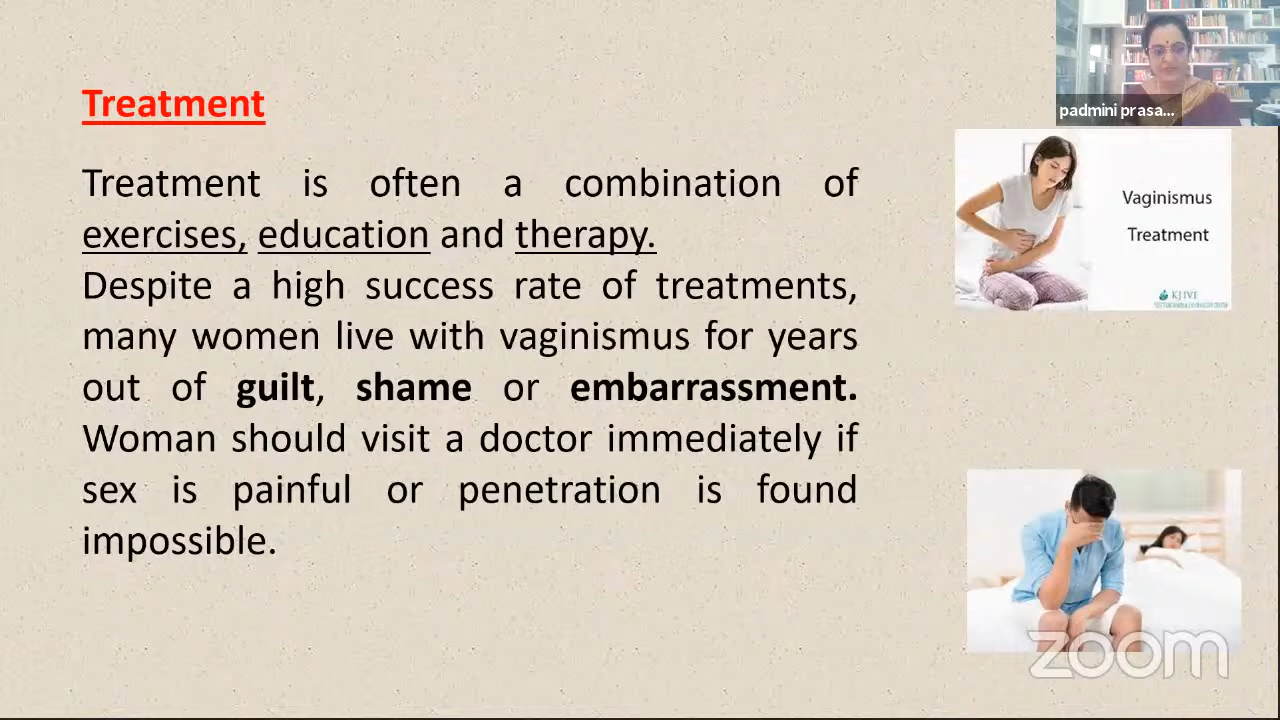 Treatment
Treatment is often a combination of
exercises, education and therapy.
Despite a high success rate of treatments,
many women live with vaginismus for years
out of guilt, shame or embarrassment.
Woman should visit a doctor immediately if
sex is painful or penetration is found
impossible.
padmini prasa...
Vaginismus
Treatment
KJIVF
zoom